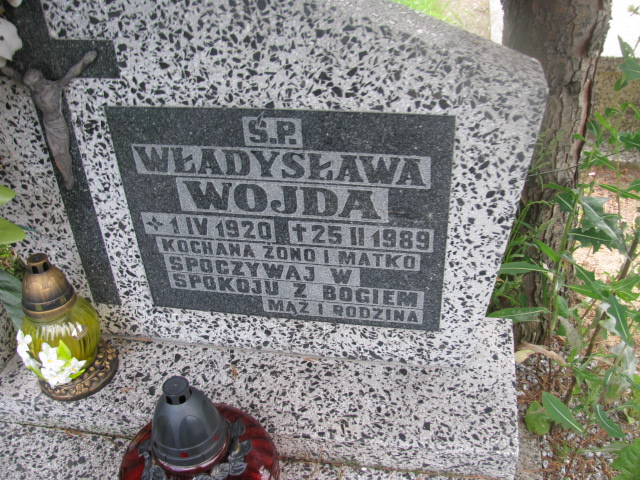 Ś.P.
WŁADYSŁAWA
WOJDA
* 1 IV 1920 † 25 II 1989
KOCHANA ŻONO I MATKO
SPOCZYWAJ W
SPOKOJU Z BOGIEM
MĄŻ I RODZINA